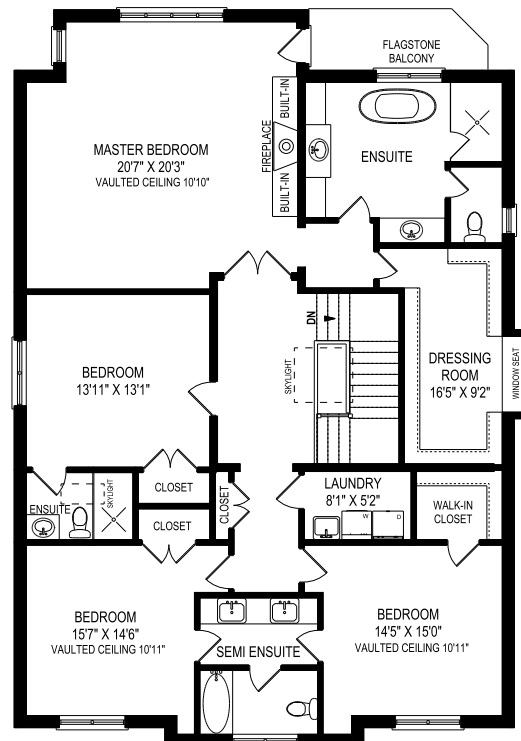 FLAGSTONE
BALCONY
BUILT-IN
FIREPLACE
BUILT-IN
MASTER BEDROOM
20'7" X 20'3"
VAULTED CEILING 10'10"
ENSUITE
DN
SKYLIGHT
BEDROOM
13'11" X 13'1"
DRESSING
ROOM
16'5" X 9'2"
WINDOW SEAT
ENSUITE
SKYLIGHT
CLOSET
CLOSET
CLOSET
LAUNDRY
8'1" X 5'2"
W
D
WALK-IN
CLOSET
BEDROOM
15'7" X 14'6"
VAULTED CEILING 10'11"
SEMI ENSUITE
BEDROOM
14'5" X 15'0"
VAULTED CEILING 10'11"